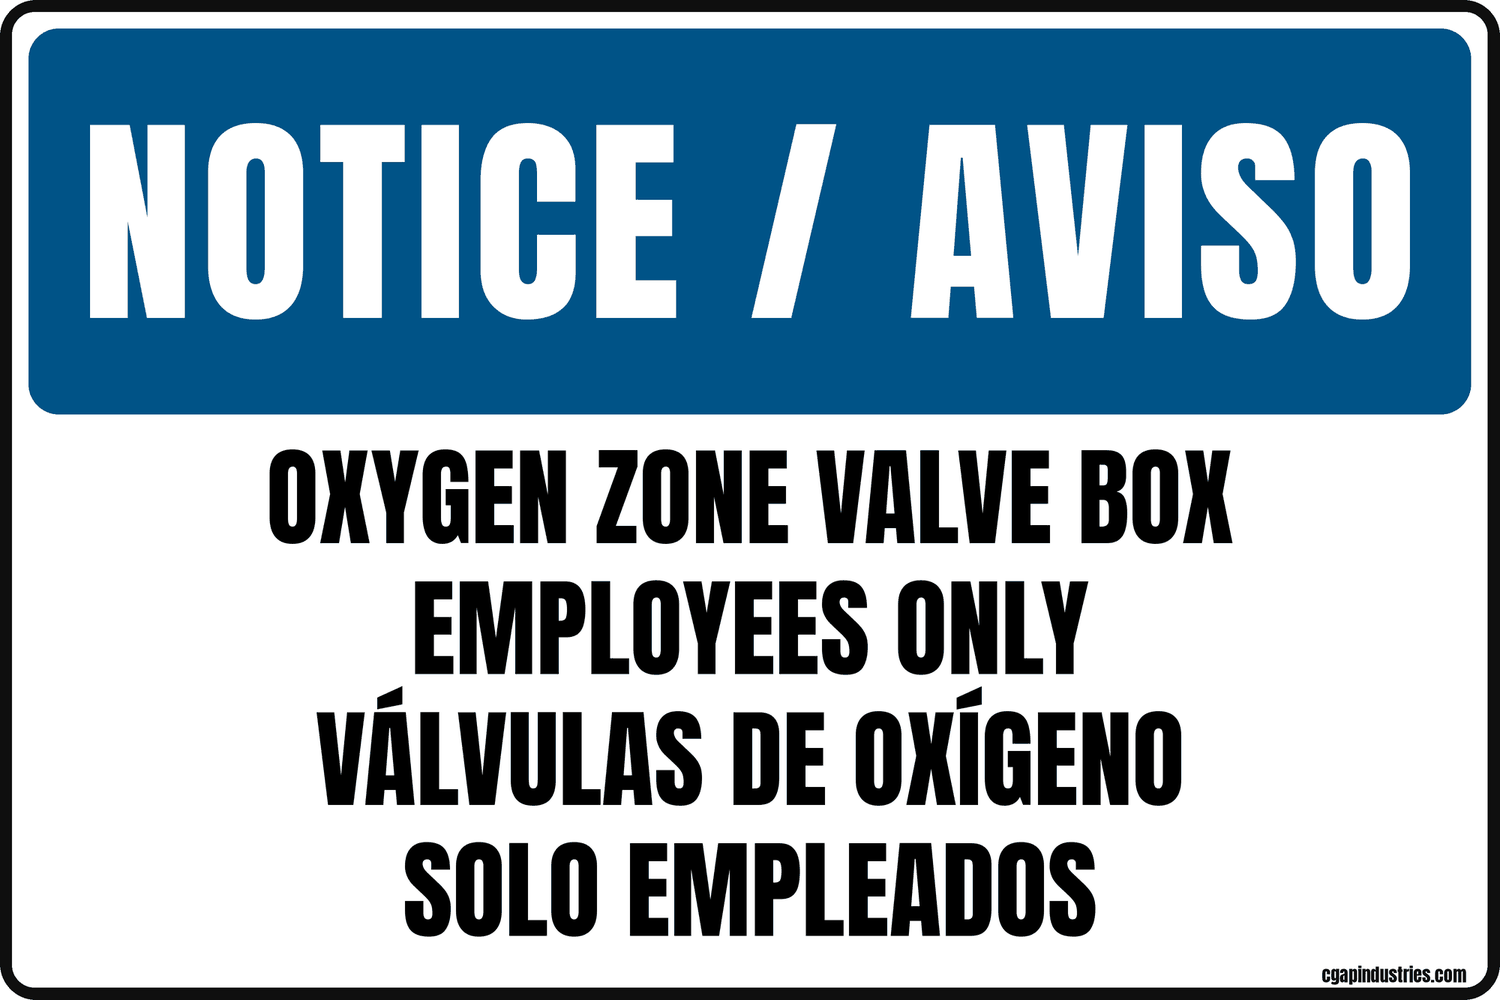 NOTICE / AVISO
OXYGEN ZONE VALVE BOX
EMPLOYEES ONLY
VÁLVULAS DE OXÍGENO
SOLO EMPLEADOS
cgapindustries.com